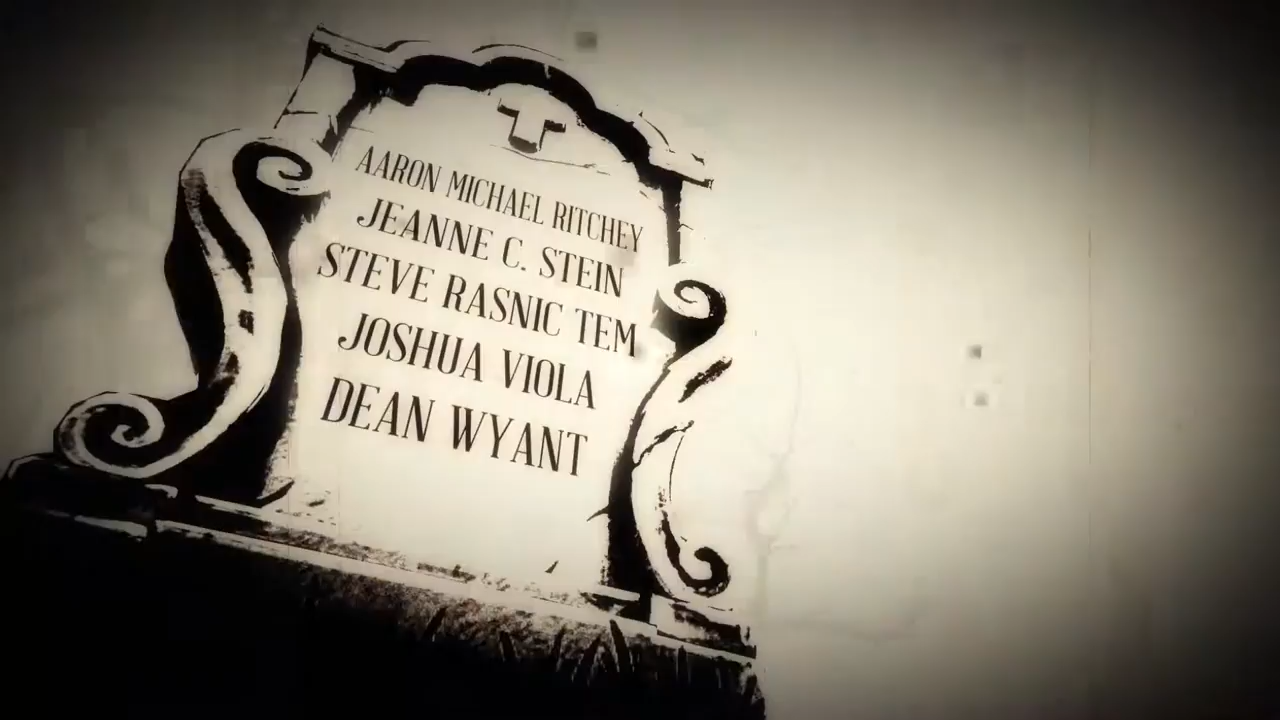 AARON MICHAEL RITCHEY
JEANNE C. STEIN
STEVE RASNIC TEM
JOSHUA VIOLA
DEAN WYANT